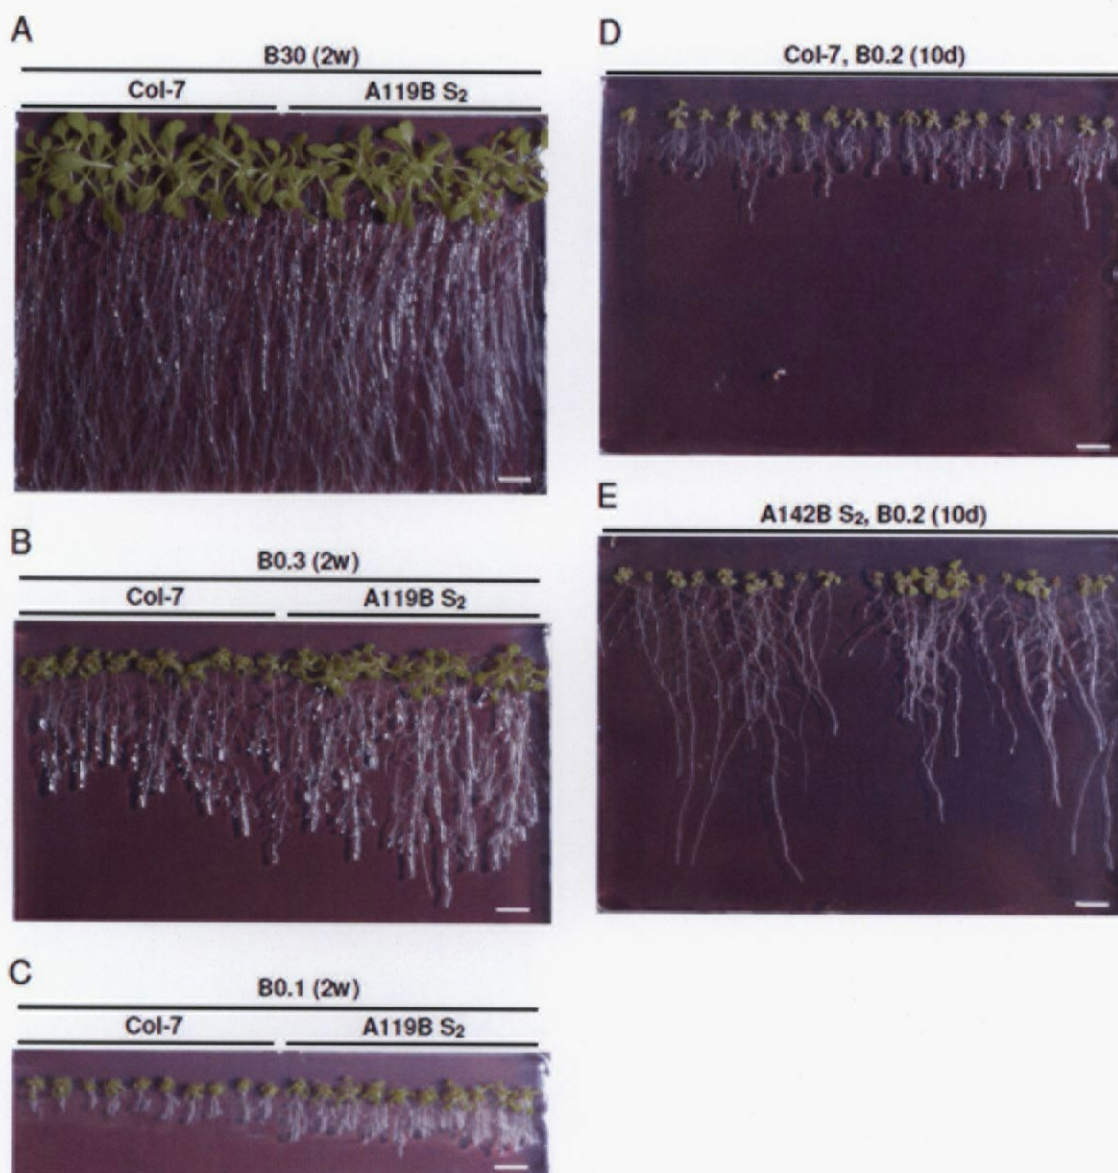 A
B30 (2w)
Col-7
A119B S₂
B
B0.3 (2w)
Col-7
A119B S₂
C
B0.1 (2w)
Col-7
A119B S₂
D
Col-7, B0.2 (10d)
E
A142B S₂, B0.2 (10d)